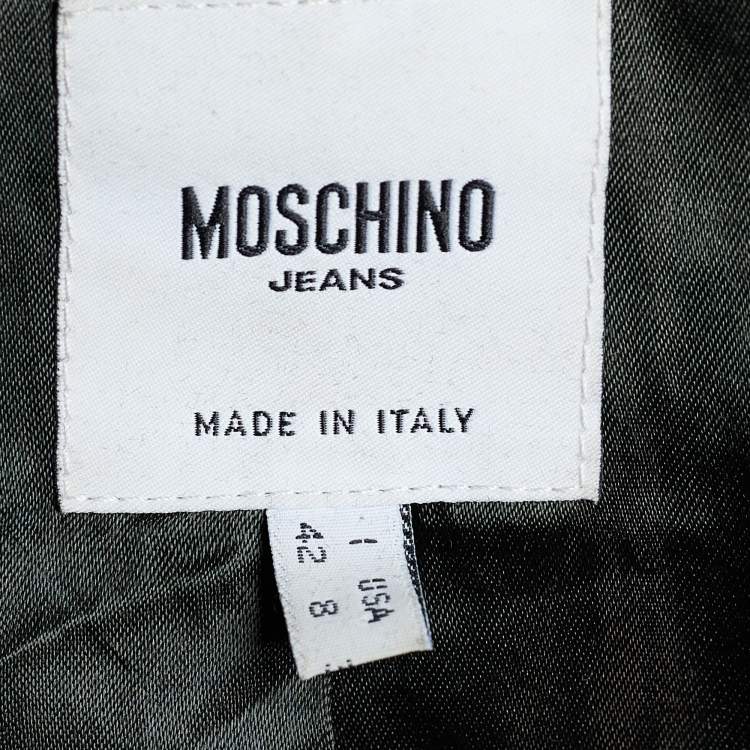 MOSCHINO
JEANS
MADE IN ITALY
I USA
42 8